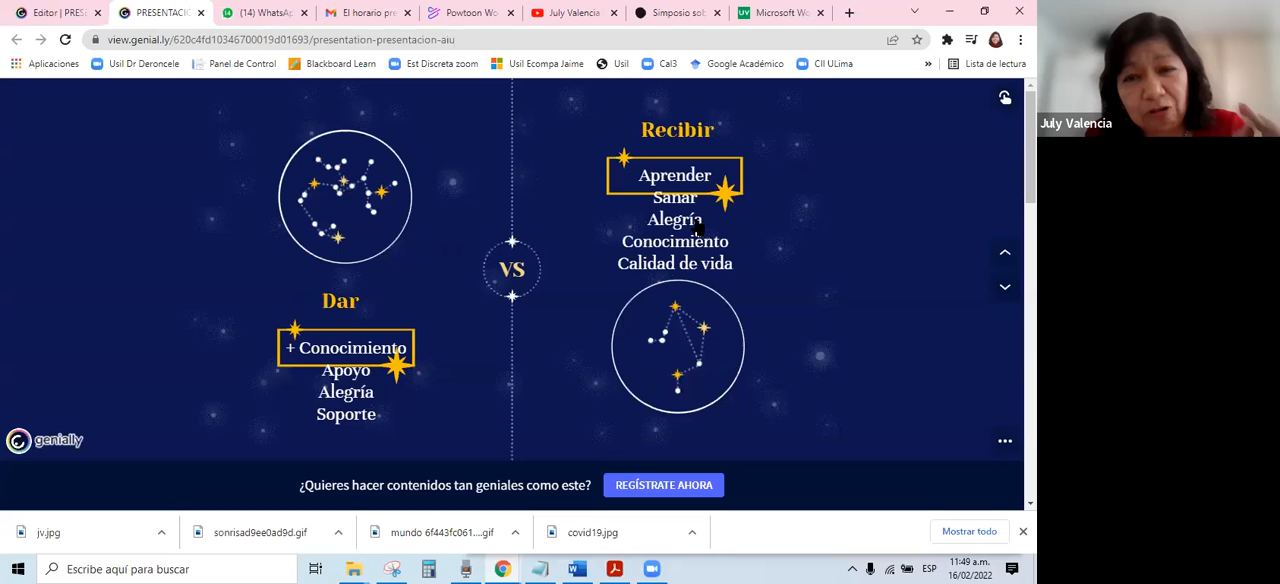 Editor | PRES
PRESENTACIO
(14) WhatsA
El horario pre
Powtoon Wo
July Valencia
Simposio sob
Microsoft Wo
view.genial.ly/620c4fd10346700019d01693/presentation-presentacion-aiu
Aplicaciones
Usil Dr Deroncele
Panel de Control
Blackboard Learn
Est Discreta zoom
Usil Ecompa Jaime
Usil
Cal3
Google Académico
CII ULima
»
Lista de lectura
July Valencia
Recibir
Aprender
Sanar
Alegría
Conocimiento
Calidad de vida
VS
Dar
+ Conocimiento
Apoyo
Alegría
Soporte
genially
¿Quieres hacer contenidos tan geniales como este?
REGÍSTRATE AHORA
jv.jpg
sonrisad9ee0ad9d.gif
mundo 6f443fc061....gif
covid19.jpg
Mostrar todo
Escribe aquí para buscar
ESP
11:49 a.m.
16/02/2022